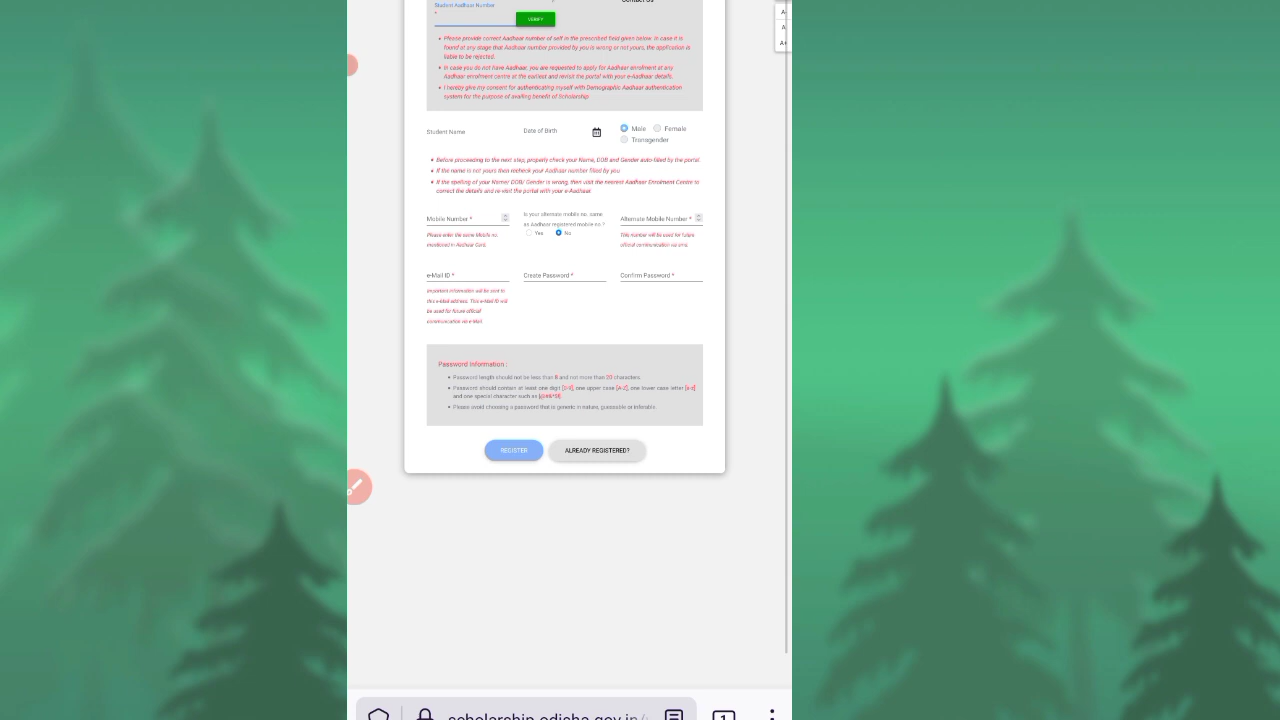 Student Aadhaar Number
*
VERIFY
A
A
A+
Please provide correct Aadhaar number of self in the prescribed field given below. In case it is
found at any stage that Aadhaar number provided by you is wrong or not yours, the application is
liable to be rejected.
In case you do not have Aadhaar, you are requested to apply for Aadhaar enrolment at any
Aadhaar enrolment centre at the earliest and revisit the portal with your e-Aadhaar details.
I hereby give my consent for authenticating myself with Demographic Aadhaar authentication
system for the purpose of availing benefit of Scholarship
Student Name
Date of Birth
Male Female
Transgender
Before proceeding to the next step, properly check your Name, DOB and Gender auto-filled by the portal.
If the name is not yours then recheck your Aadhaar number filled by you
If the spelling of your Name/ DOB/ Gender is wrong, then visit the nearest Aadhaar Enrolment Centre to
correct the details and re-visit the portal with your e-Aadhaar.
Mobile Number *
Please enter the same Mobile no.
mentioned in Aadhar Card.
Is your alternate mobile no. same
as Aadhaar registered mobile no.?
Yes No
Alternate Mobile Number *
This number will be used for future
official communication via sms.
e-Mail ID *
Create Password *
Confirm Password *
Important information will be sent to
this e-Mail address. This e-Mail ID will
be used for future official
communication via e-Mail
Password Information :
Password length should not be less than 8 and not more than 20 characters.
Password should contain at least one digit [0-9], one upper case [A-Z], one lower case letter [a-z]
and one special character such as
Please avoid choosing a password that is generic in nature, guessable or inferable.
REGISTER
ALREADY REGISTERED?
scholarship.odisha.gov.in/
1